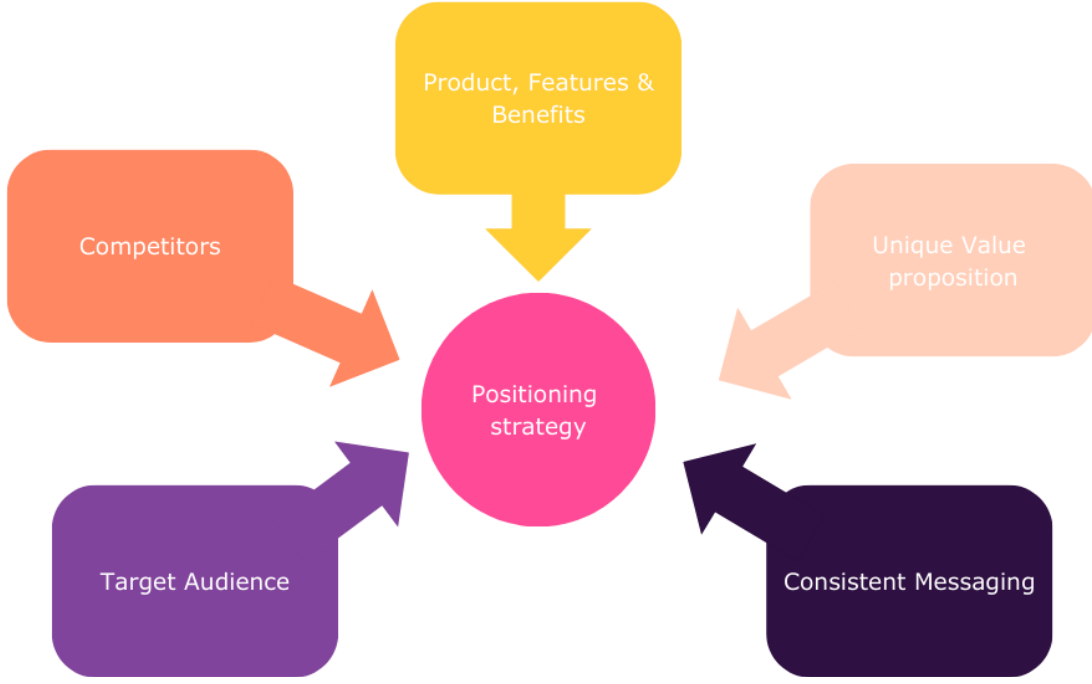 Product, Features &
Benefits
Competitors
Unique Value
proposition
Positioning
strategy
Target Audience
Consistent Messaging